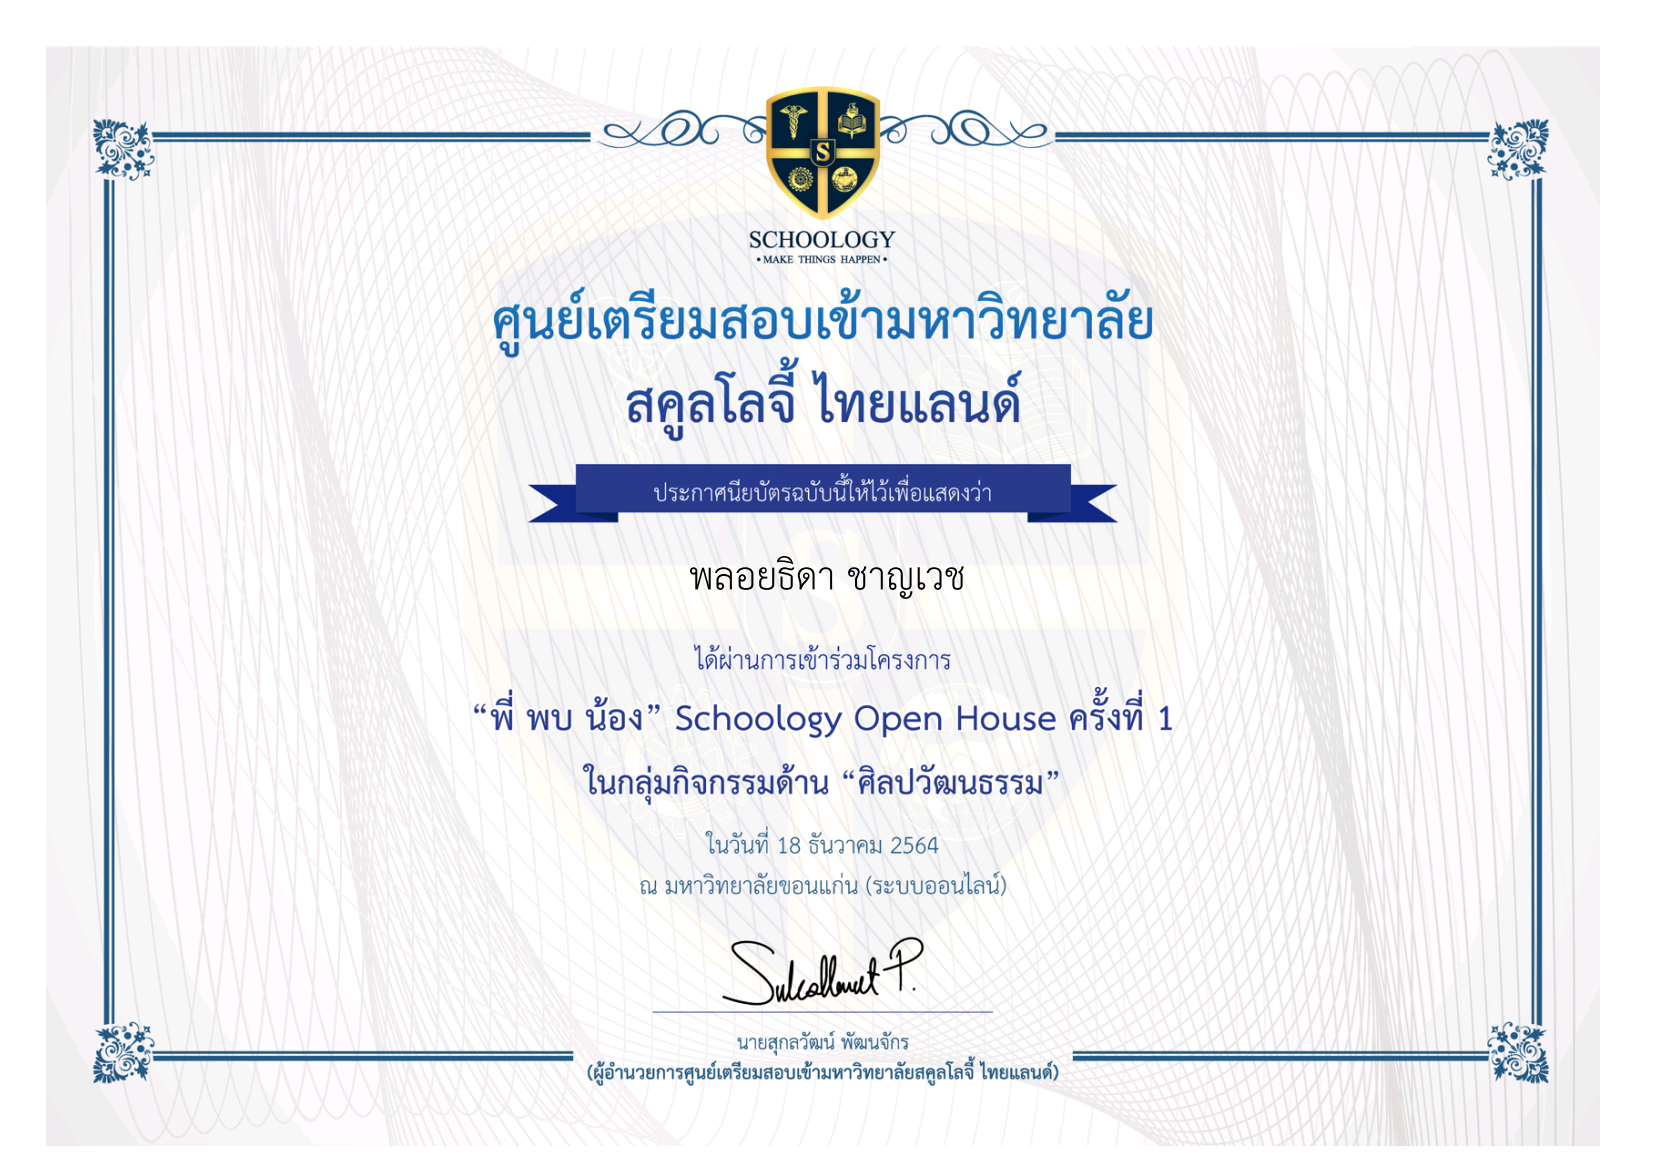 S
SCHOOLOGY
• MAKE THINGS HAPPEN •
ศูนย์เตรียมสอบเข้ามหาวิทยาลัย
สคูลโลจี้ ไทยแลนด์
ประกาศนียบัตรฉบับนี้ให้ไว้เพื่อแสดงว่า
พลอยธิดา ชาญเวช
ได้ผ่านการเข้าร่วมโครงการ
“พี่ พบ น้อง” Schoology Open House ครั้งที่ 1
ในกลุ่มกิจกรรมด้าน “ศิลปวัฒนธรรม”
ในวันที่ 18 ธันวาคม 2564
ณ มหาวิทยาลัยขอนแก่น (ระบบออนไลน์)
นายสุกลวัฒน์ พัฒนจักร
(ผู้อำนวยการศูนย์เตรียมสอบเข้ามหาวิทยาลัยสคูลโลจี้ ไทยแลนด์)